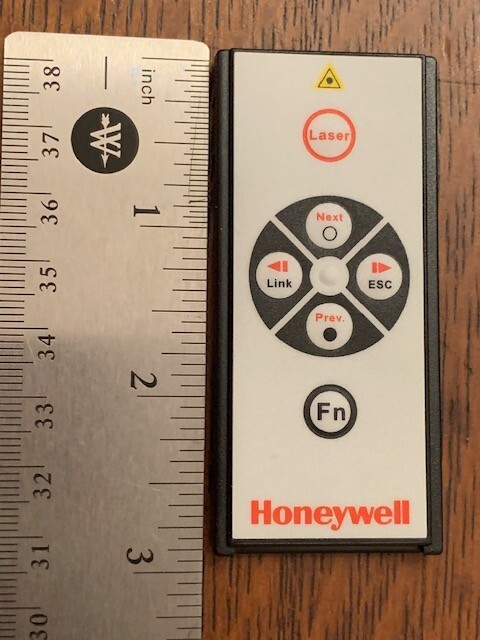 inch
38
37
W
36
1
35
34
2
33
32
31
3
30
Laser
Next
Link
ESC
Prev.
Fn
Honeywell